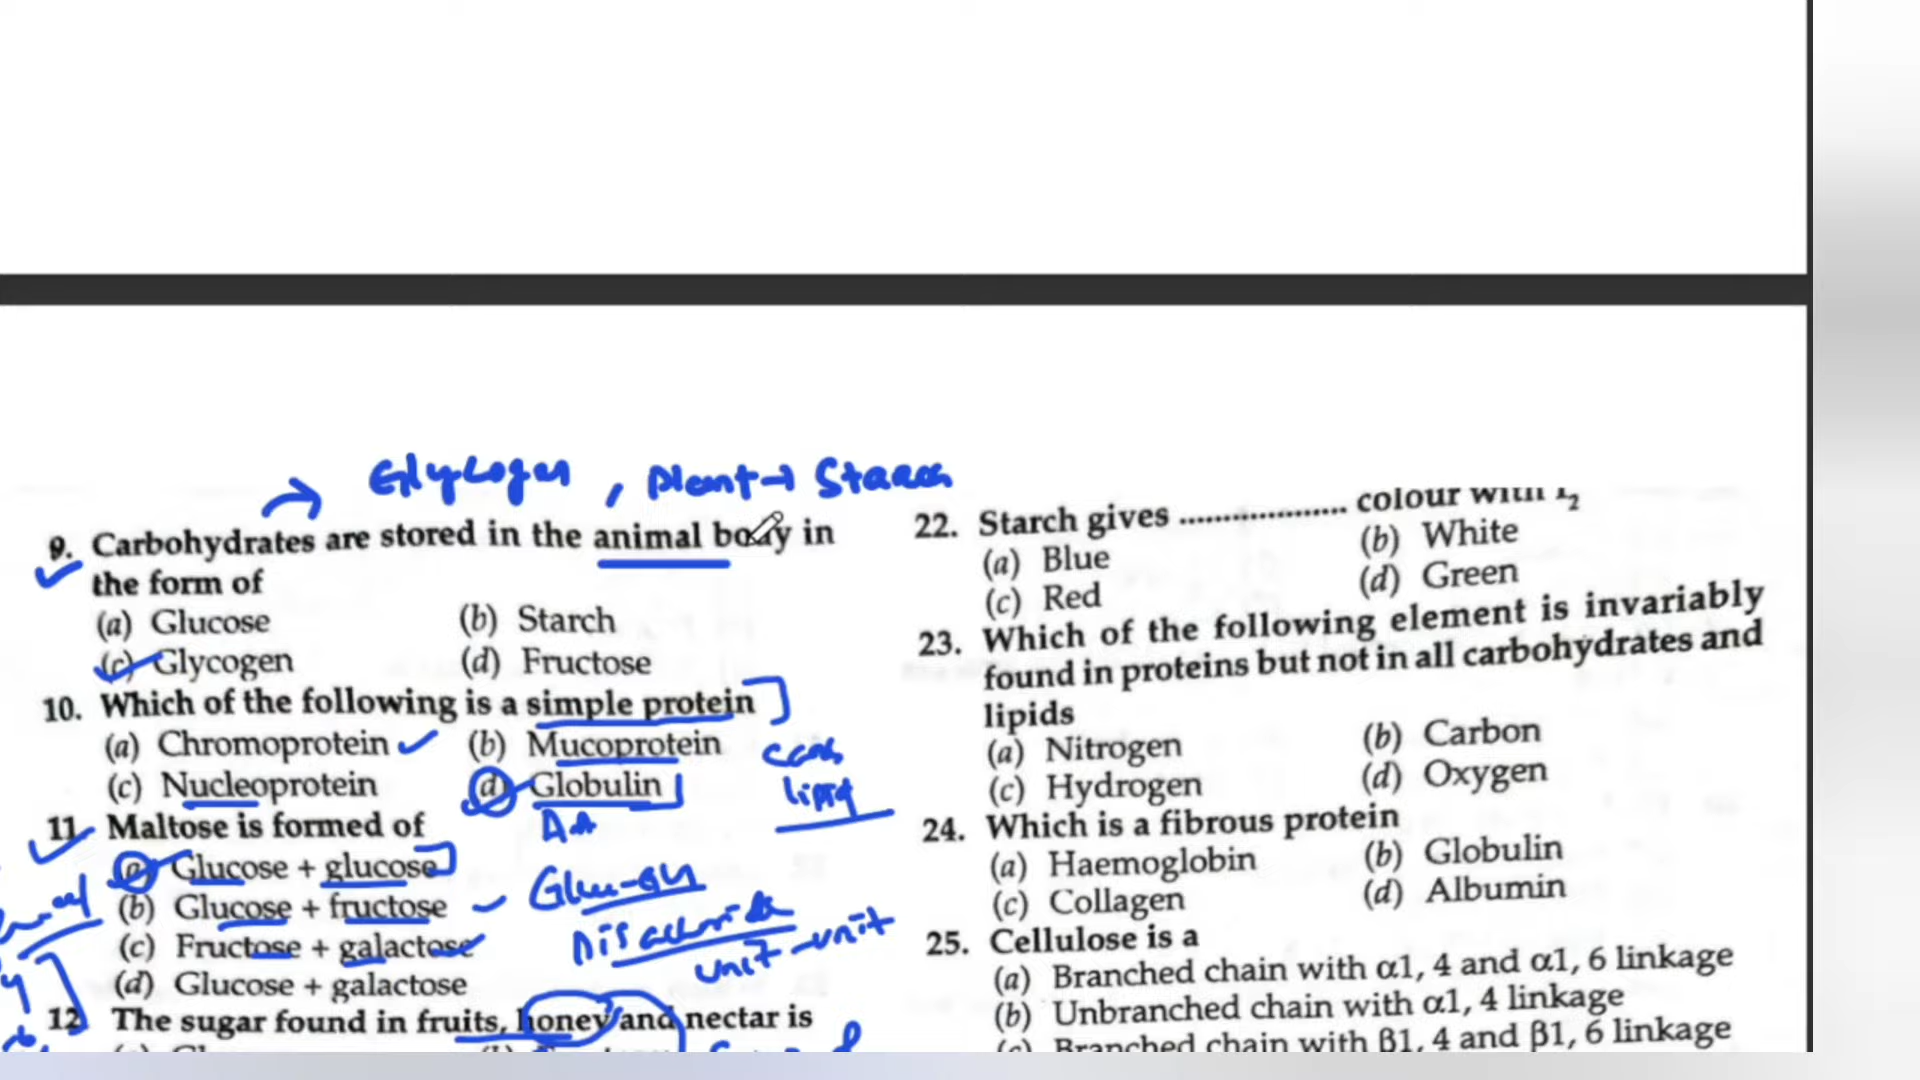 Glycogen, Plant → Starch
9. Carbohydrates are stored in the animal body in
the form of
(a) Glucose (b) Starch
(c) Glycogen (d) Fructose
10. Which of the following is a simple protein
(a) Chromoprotein (b) Mucoprotein
(c) Nucleoprotein (d) Globulin
lipid
AA
11. Maltose is formed of
(a) Glucose + glucose
(b) Glucose + fructose
(c) Fructose + galactose
unit - unit
(d) Glucose + galactose
12. The sugar found in fruits, honey and nectar is
22. Starch gives .................. colour with I2
(a) Blue (b) White
(c) Red (d) Green
23. Which of the following element is invariably
found in proteins but not in all carbohydrates and
lipids
(a) Nitrogen (b) Carbon
(c) Hydrogen (d) Oxygen
24. Which is a fibrous protein
(a) Haemoglobin (b) Globulin
(c) Collagen (d) Albumin
25. Cellulose is a
(a) Branched chain with α1, 4 and α1, 6 linkage
(b) Unbranched chain with α1, 4 linkage
(c) Branched chain with β1, 4 and β1, 6 linkage